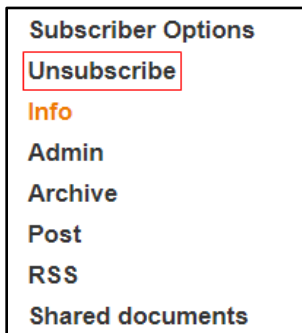 Subscriber Options
Unsubscribe
Info
Admin
Archive
Post
RSS
Shared documents